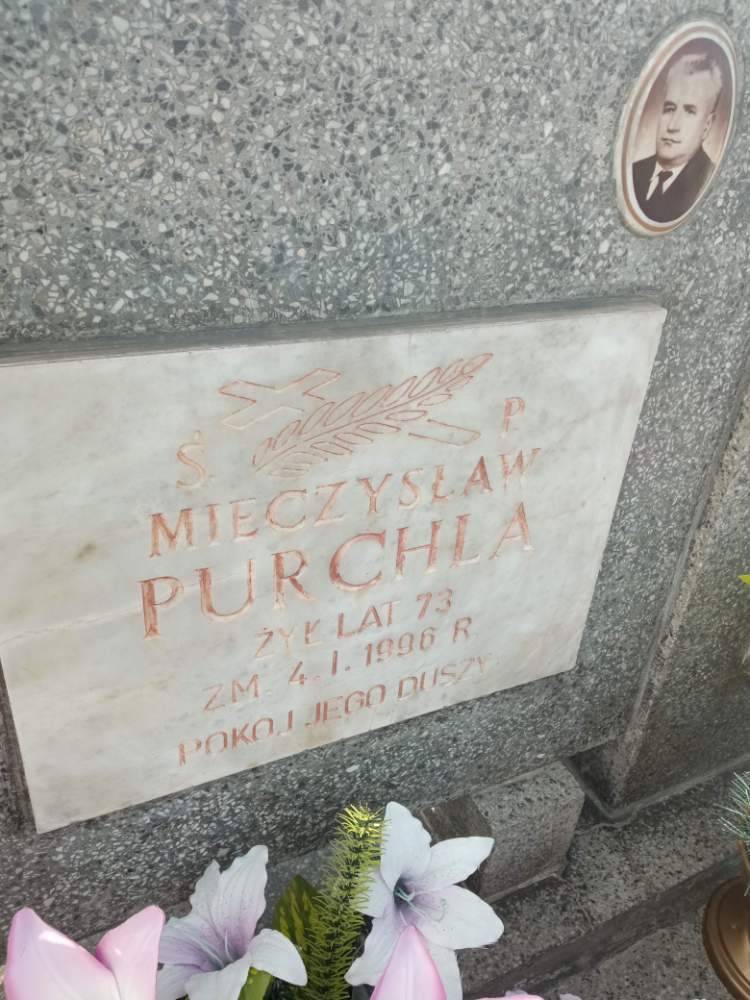 Ś P
MIECZYSŁAW
PURCHLA
ŻYŁ LAT 73
ZM 4.I.1996 R
POKÓJ JEGO DUSZY